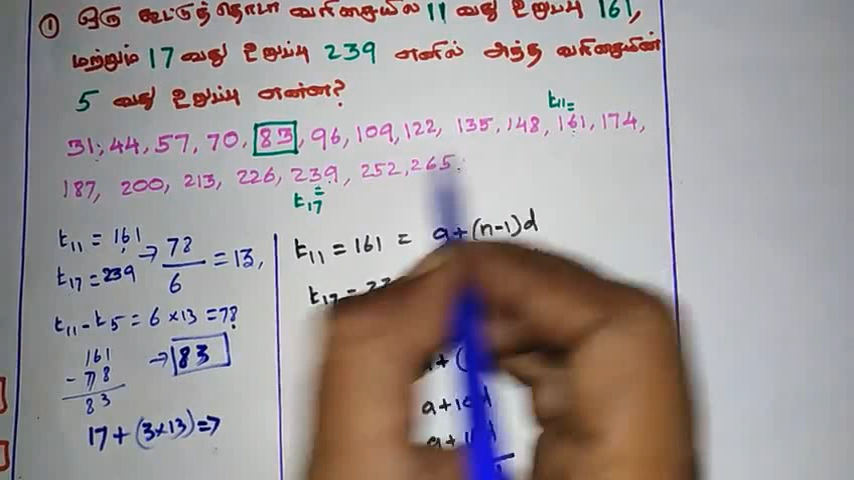 ① ஒரு கூட்டுத்தொடர் வரிசையில் 11 வது உறுப்பு 161,
மற்றும் 17 வது உறுப்பு 239 எனில் அந்த வரிசையின்
5 வது உறுப்பு என்ன?
t₁₁ =
31, 44, 57, 70, 83, 96, 109, 122, 135, 148, 161, 174,
187, 200, 213, 226, 239, 252, 265
t₁₇
t₁₁ = 161
t₁₇ = 239
→ 78/6 = 13,
t₁₁ - t₅ = 6 × 13 = 78
161
- 78
83
→ 83
17 + (3×13) ⇒
t₁₁ = 161 = a + (n-1)d
t₁₇ =
a + (
a + 10d
a +